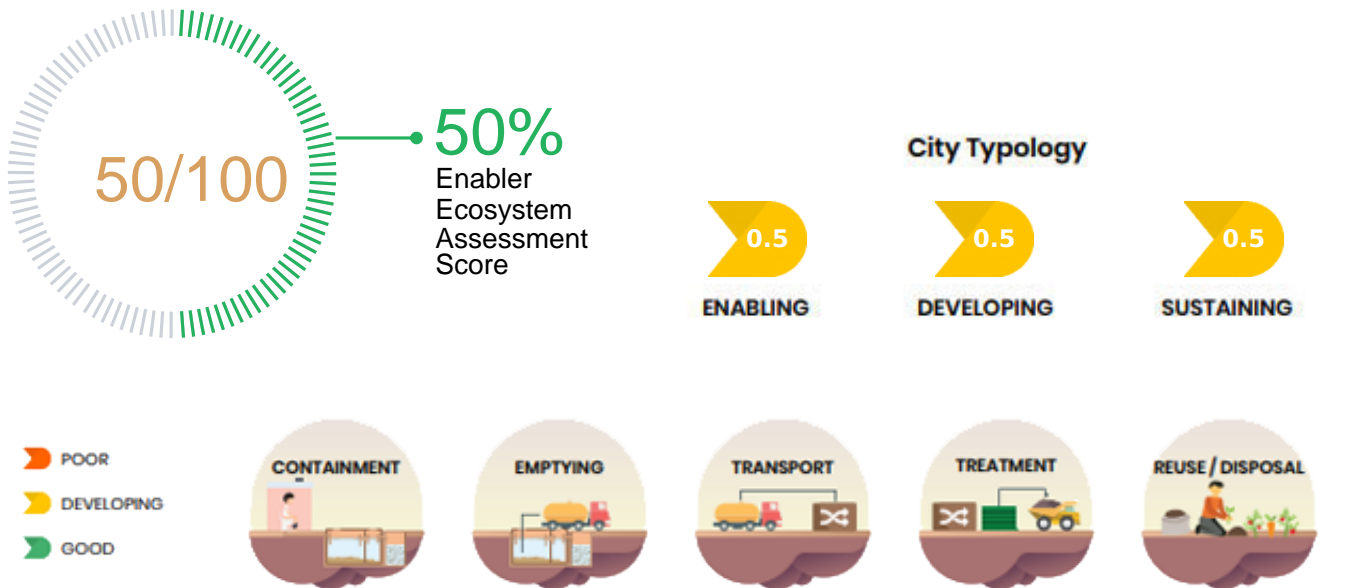 50/100
50%
Enabler
Ecosystem
Assessment
Score
City Typology
0.5
0.5
0.5
ENABLING
DEVELOPING
SUSTAINING
POOR
DEVELOPING
GOOD
CONTAINMENT
EMPTYING
TRANSPORT
TREATMENT
REUSE / DISPOSAL